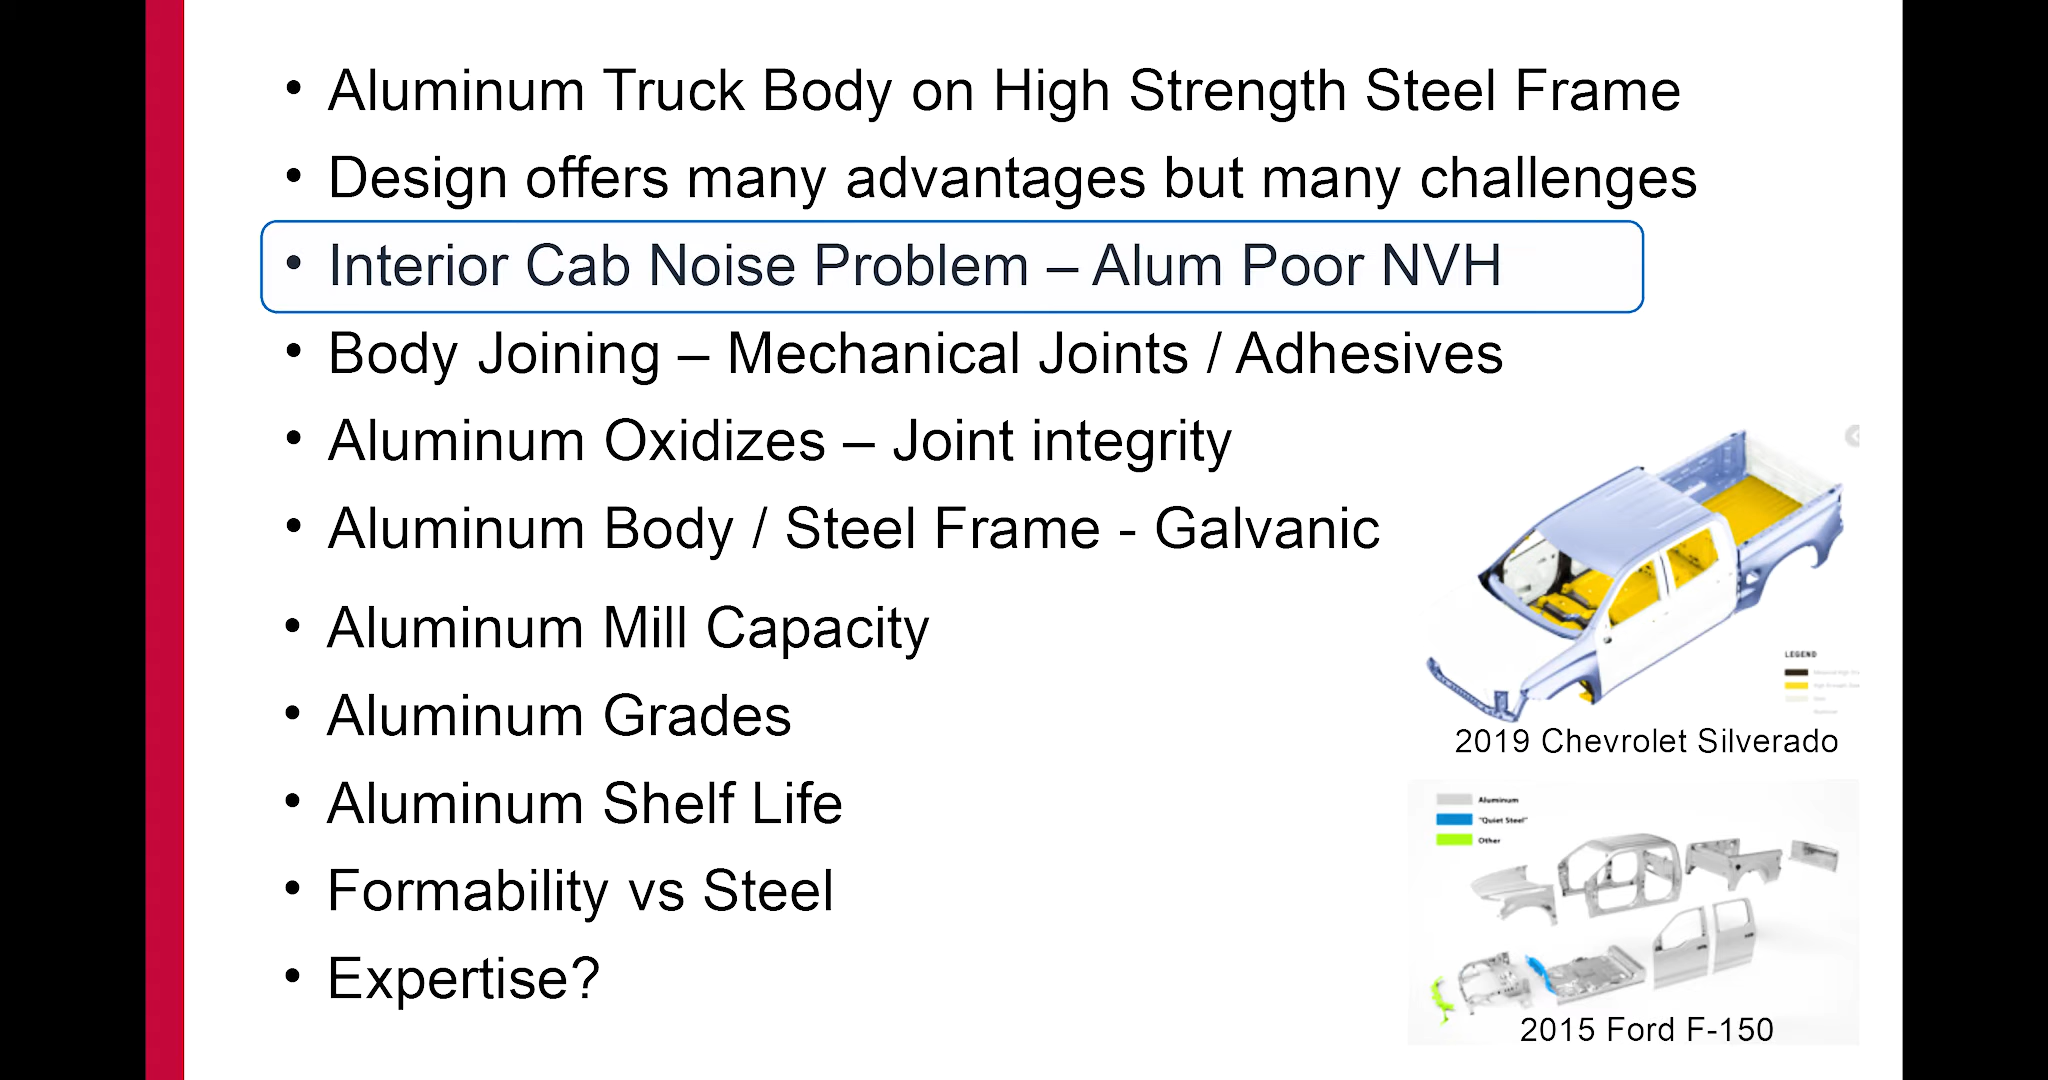 • Aluminum Truck Body on High Strength Steel Frame
• Design offers many advantages but many challenges
• Interior Cab Noise Problem – Alum Poor NVH
• Body Joining – Mechanical Joints / Adhesives
• Aluminum Oxidizes – Joint integrity
• Aluminum Body / Steel Frame - Galvanic
• Aluminum Mill Capacity
• Aluminum Grades
• Aluminum Shelf Life
• Formability vs Steel
• Expertise?
LEGEND
2019 Chevrolet Silverado
Aluminum
"Quiet Steel"
Other
2015 Ford F-150